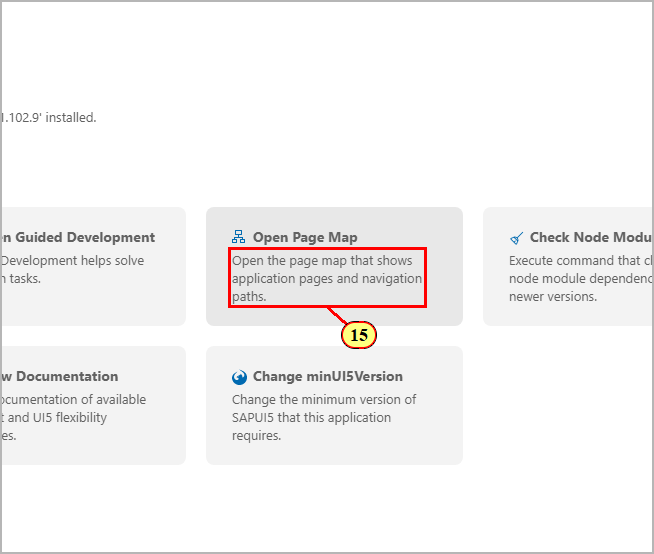 1.102.9' installed.
n Guided Development
Development helps solve
n tasks.
Open Page Map
Open the page map that shows
application pages and navigation
paths.
15
Check Node Modu
Execute command that cl
node module dependenc
newer versions.
w Documentation
ocumentation of available
t and UI5 flexibility
es.
Change minUI5Version
Change the minimum version of
SAPUI5 that this application
requires.